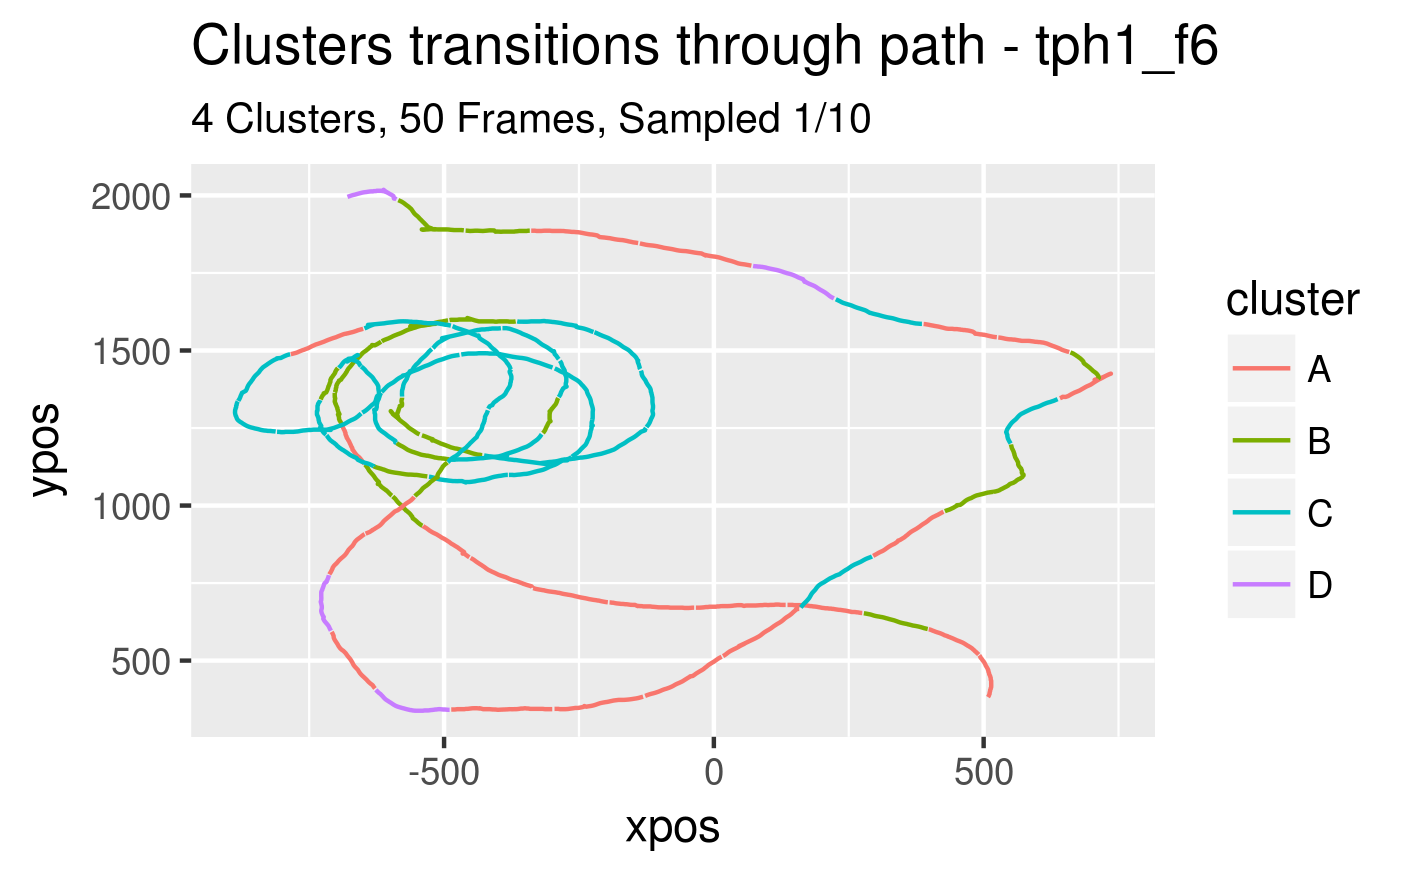 Clusters transitions through path - tph1_f6
4 Clusters, 50 Frames, Sampled 1/10
2000
1500
1000
500
ypos
-500 0 500
xpos
cluster
A
B
C
D